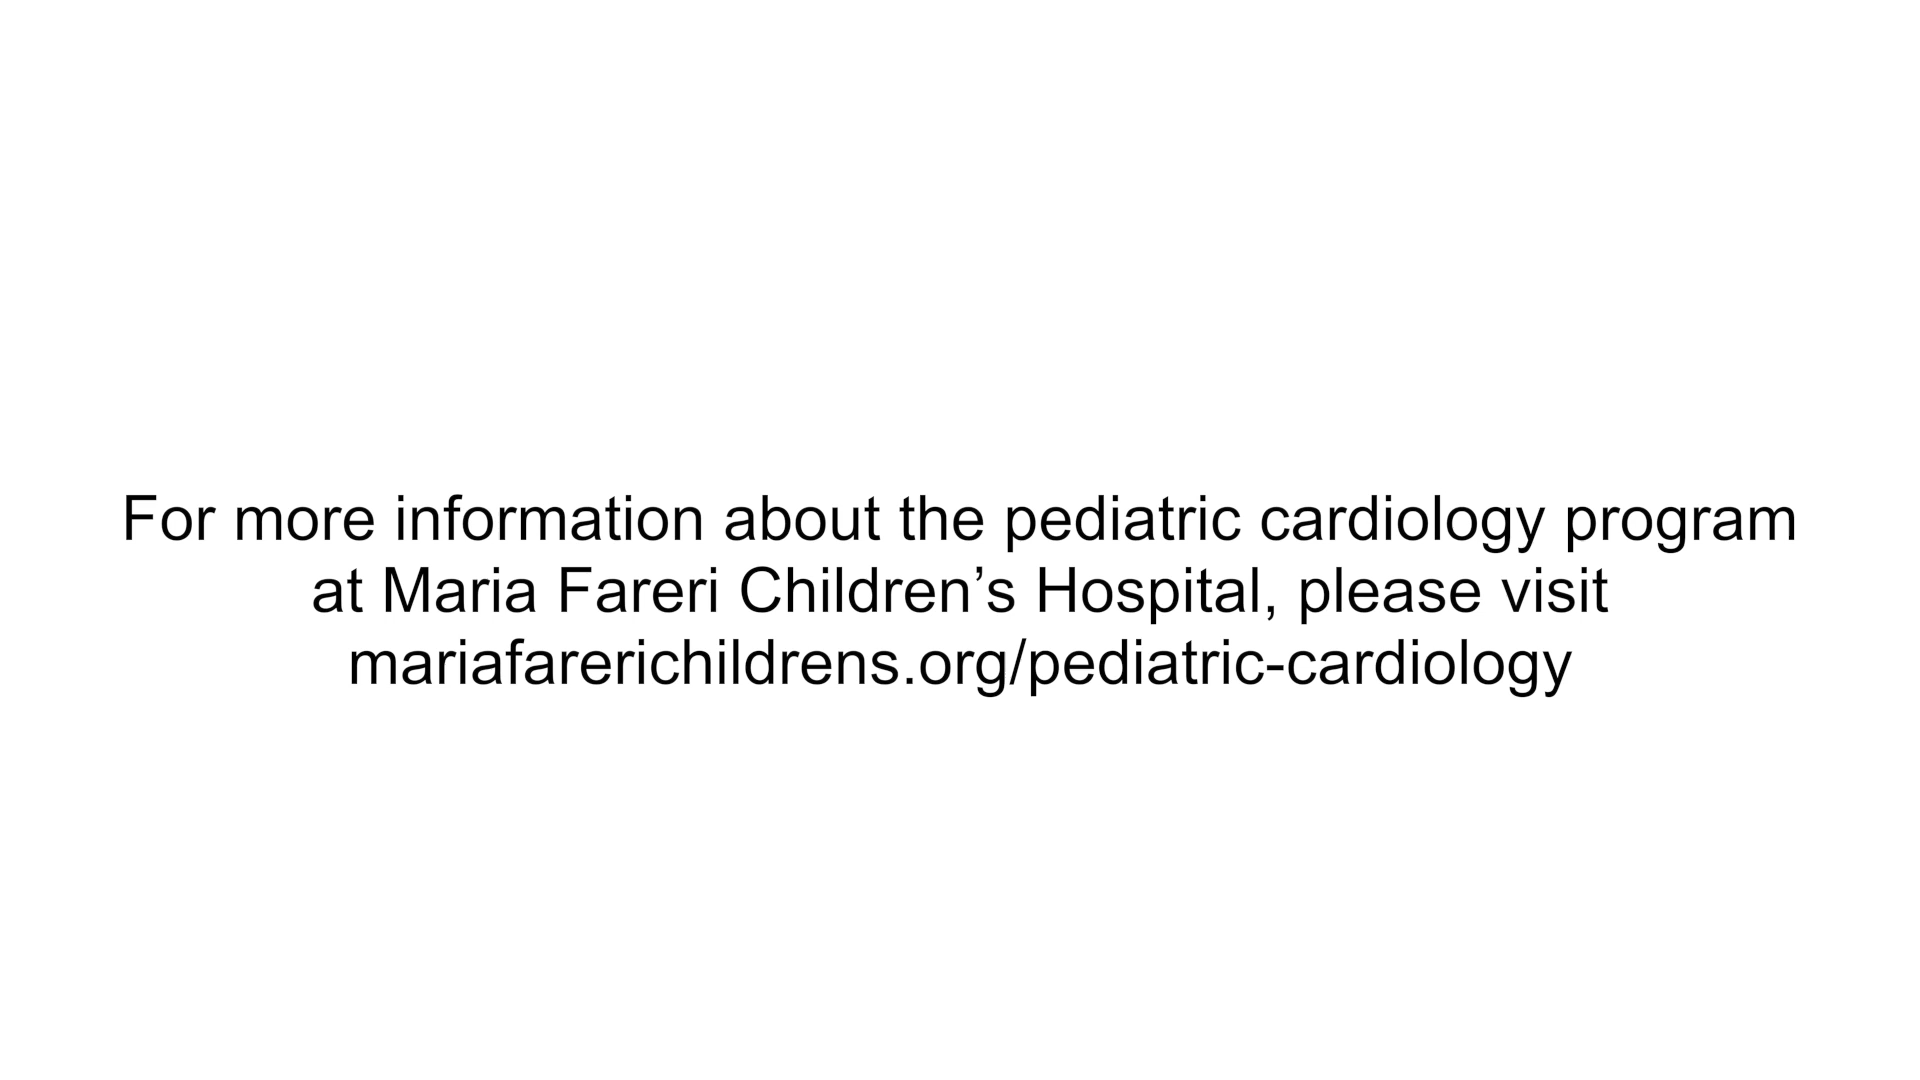 For more information about the pediatric cardiology program
at Maria Fareri Children’s Hospital, please visit
mariafarerichildrens.org/pediatric-cardiology